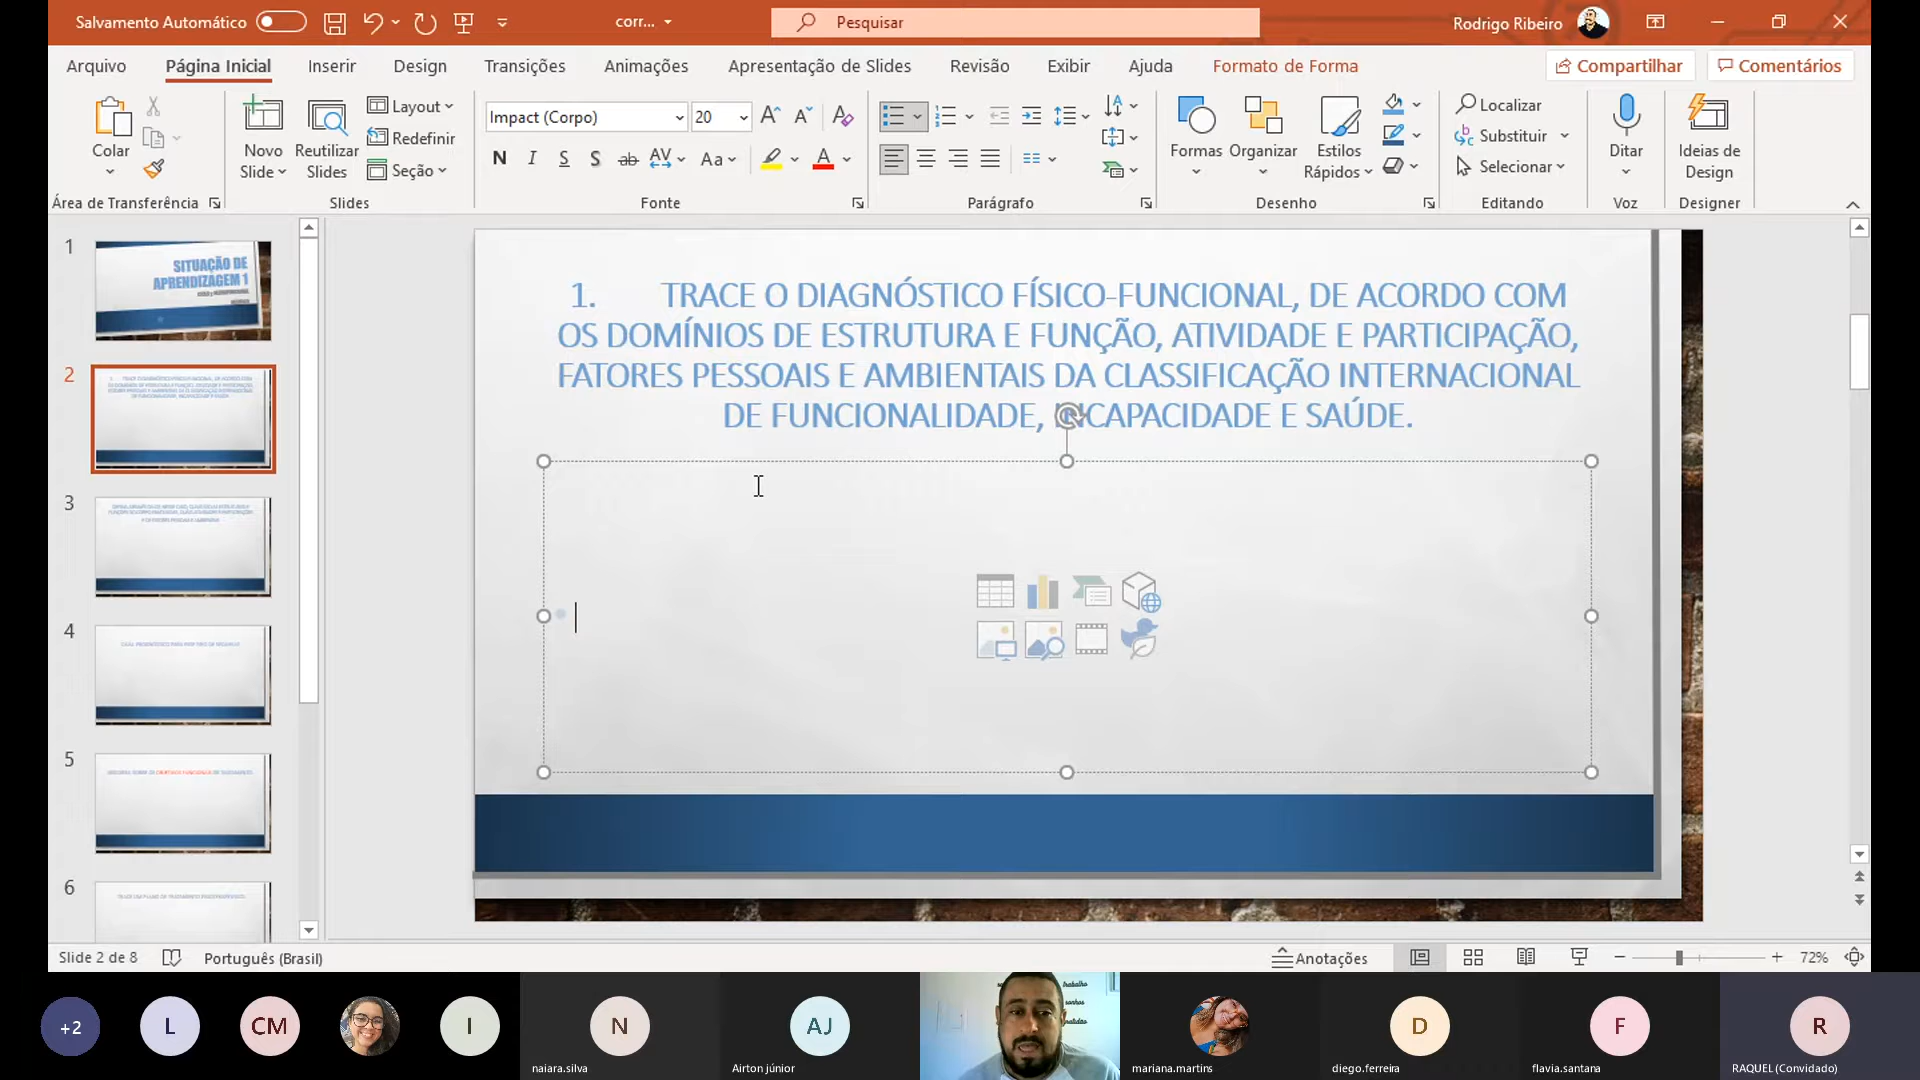 Salvamento Automático
corr...
Pesquisar
Rodrigo Ribeiro
Arquivo
Página Inicial
Inserir
Design
Transições
Animações
Apresentação de Slides
Revisão
Exibir
Ajuda
Formato de Forma
Compartilhar
Comentários
Colar
Área de Transferência
Novo
Slide
Reutilizar
Slides
Layout
Redefinir
Seção
Slides
Impact (Corpo)
20
N I S S ab AV Aa A
Fonte
Parágrafo
Formas
Organizar
Estilos
Rápidos
Desenho
Localizar
Substituir
Selecionar
Editando
Ditar
Voz
Ideias de
Design
Designer
1
SITUAÇÃO DE
APRENDIZAGEM 1
2
3
4
5
6
1. TRACE O DIAGNÓSTICO FÍSICO-FUNCIONAL, DE ACORDO COM
OS DOMÍNIOS DE ESTRUTURA E FUNÇÃO, ATIVIDADE E PARTICIPAÇÃO,
FATORES PESSOAIS E AMBIENTAIS DA CLASSIFICAÇÃO INTERNACIONAL
DE FUNCIONALIDADE, INCAPACIDADE E SAÚDE.
Slide 2 de 8
Português (Brasil)
Anotações
72%
+2
L
CM
I
N
naiara.silva
AJ
Airton júnior
mariana.martins
D
diego.ferreira
F
flavia.santana
R
RAQUEL (Convidado)